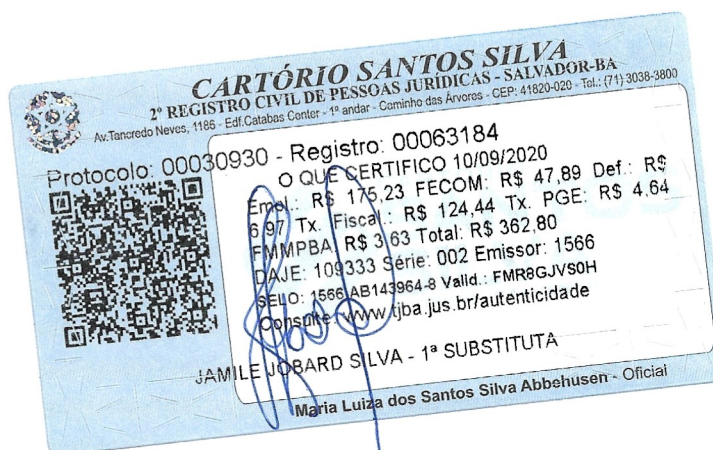 CARTÓRIO SANTOS SILVA
2º REGISTRO CIVIL DE PESSOAS JURÍDICAS - SALVADOR-BA
Av.Tancredo Neves, 1186 - Edf.Catabas Center - 1º andar - Caminho das Árvores - CEP: 41820-020 - Tel.: (71) 3038-3800
Protocolo: 00030930 - Registro: 00063184
O QUE CERTIFICO 10/09/2020
Emol.: R$ 175,23 FECOM: R$ 47,89 Def.: R$
6,97 Tx. Fiscal.: R$ 124,44 Tx. PGE: R$ 4,64
FMMPBA: R$ 3,63 Total: R$ 362,80
DAJE: 109333 Série: 002 Emissor: 1566
SELO: 1566.AB143964-8 Valid.: FMR8GJVS0H
Consulte: www.tjba.jus.br/autenticidade
JAMILE JOBARD SILVA - 1ª SUBSTITUTA
Maria Luiza dos Santos Silva Abbehusen - Oficial